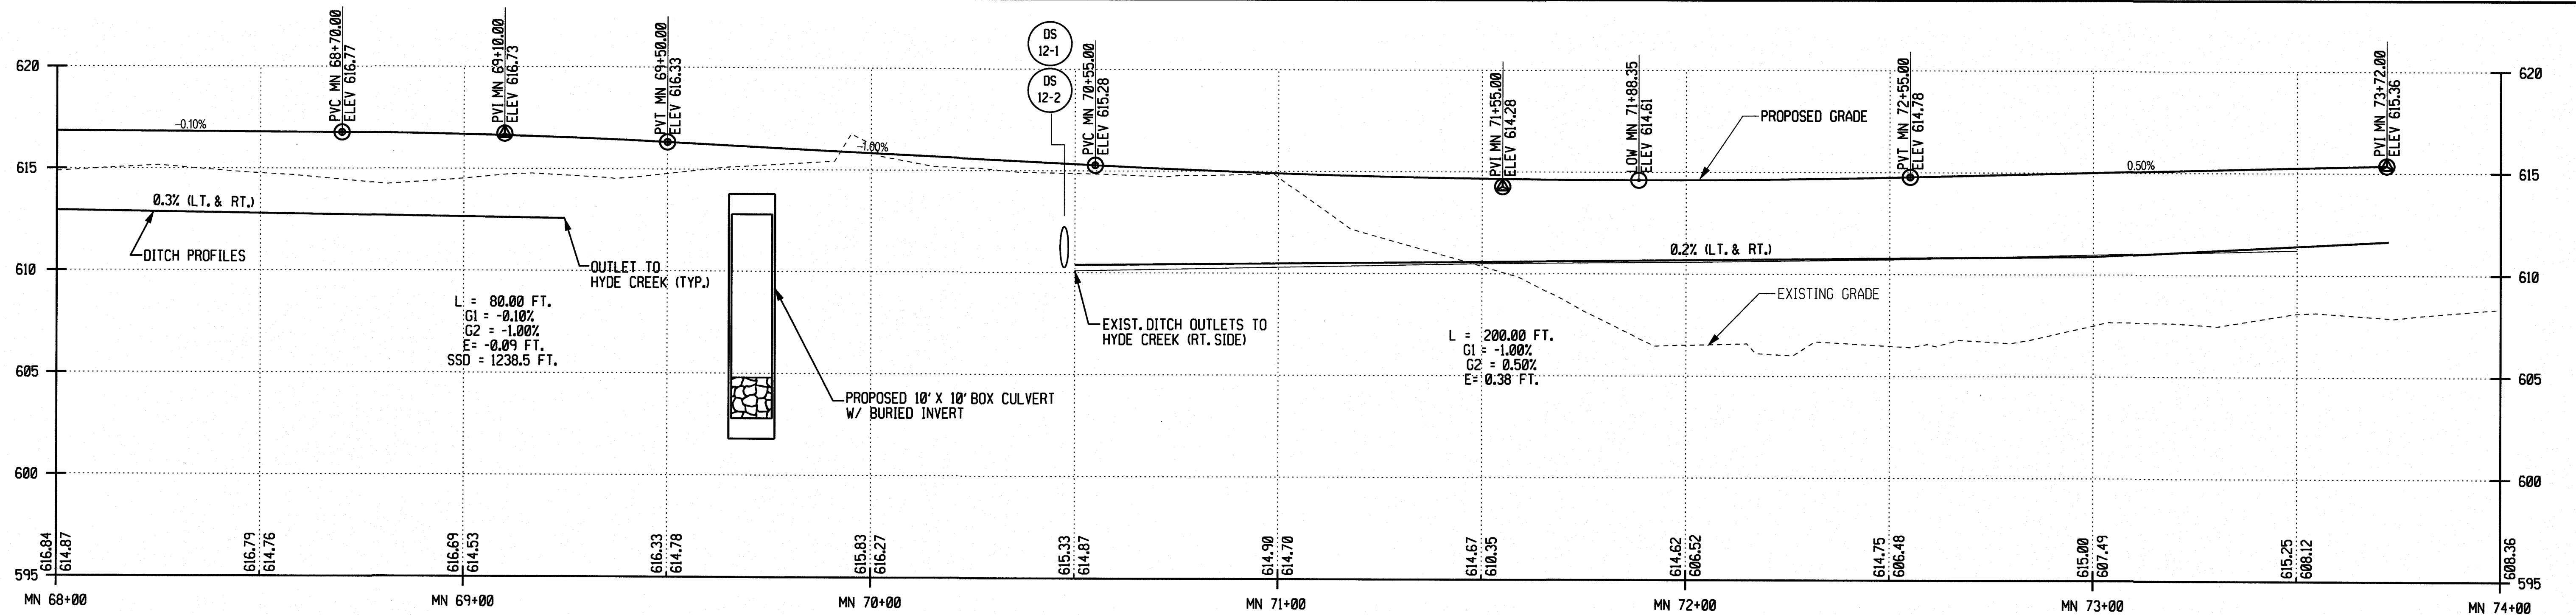 DS
12-1
DS
12-2
PVC MN 68+70.00
ELEV 616.77
PVI MN 69+10.00
ELEV 616.73
PVT MN 69+50.00
ELEV 616.33
PVC MN 70+55.00
ELEV 615.28
PVI MN 71+55.00
ELEV 614.28
LOW MN 71+88.35
ELEV 614.61
PVT MN 72+55.00
ELEV 614.78
PVI MN 73+72.00
ELEV 615.36
620
620
-0.10%
-1.00%
PROPOSED GRADE
0.50%
615
615
0.3% (LT. & RT.)
DITCH PROFILES
OUTLET TO
HYDE CREEK (TYP.)
0.2% (LT. & RT.)
610
610
EXISTING GRADE
L = 80.00 FT.
G1 = -0.10%
G2 = -1.00%
E= -0.09 FT.
SSD = 1238.5 FT.
EXIST. DITCH OUTLETS TO
HYDE CREEK (RT. SIDE)
L = 200.00 FT.
G1 = -1.00%
G2 = 0.50%
E= 0.38 FT.
605
605
PROPOSED 10' X 10' BOX CULVERT
W/ BURIED INVERT
600
600
616.84
614.87
616.79
614.76
616.69
614.53
616.33
614.78
615.83
616.27
615.33
614.87
614.90
614.70
614.67
610.35
614.62
606.52
614.75
606.48
615.00
607.49
615.25
608.12
608.36
595
595
MN 68+00
MN 69+00
MN 70+00
MN 71+00
MN 72+00
MN 73+00
MN 74+00